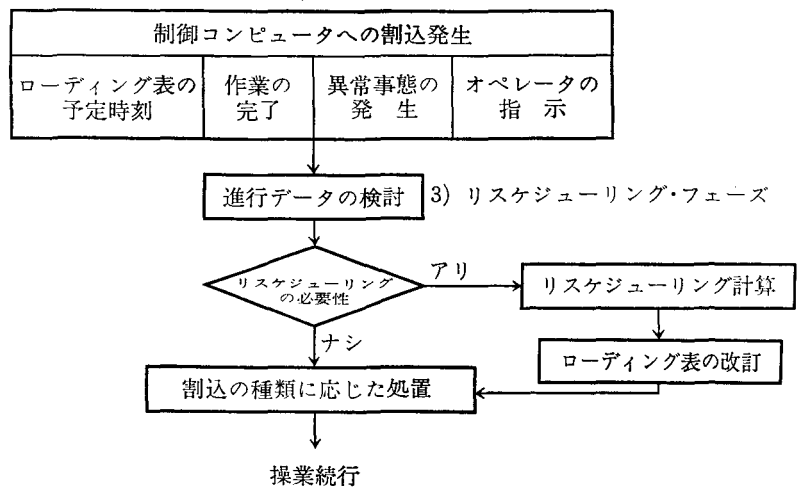 制御コンピュータへの割込発生
ローディング表の
予定時刻
作業の
完了
異常事態の
発 生
オペレータの
指 示
進行データの検討
3) リスケジューリング・フェーズ
リスケジューリング
の必要性
アリ
リスケジューリング計算
ナシ
ローディング表の改訂
割込の種類に応じた処置
操業続行